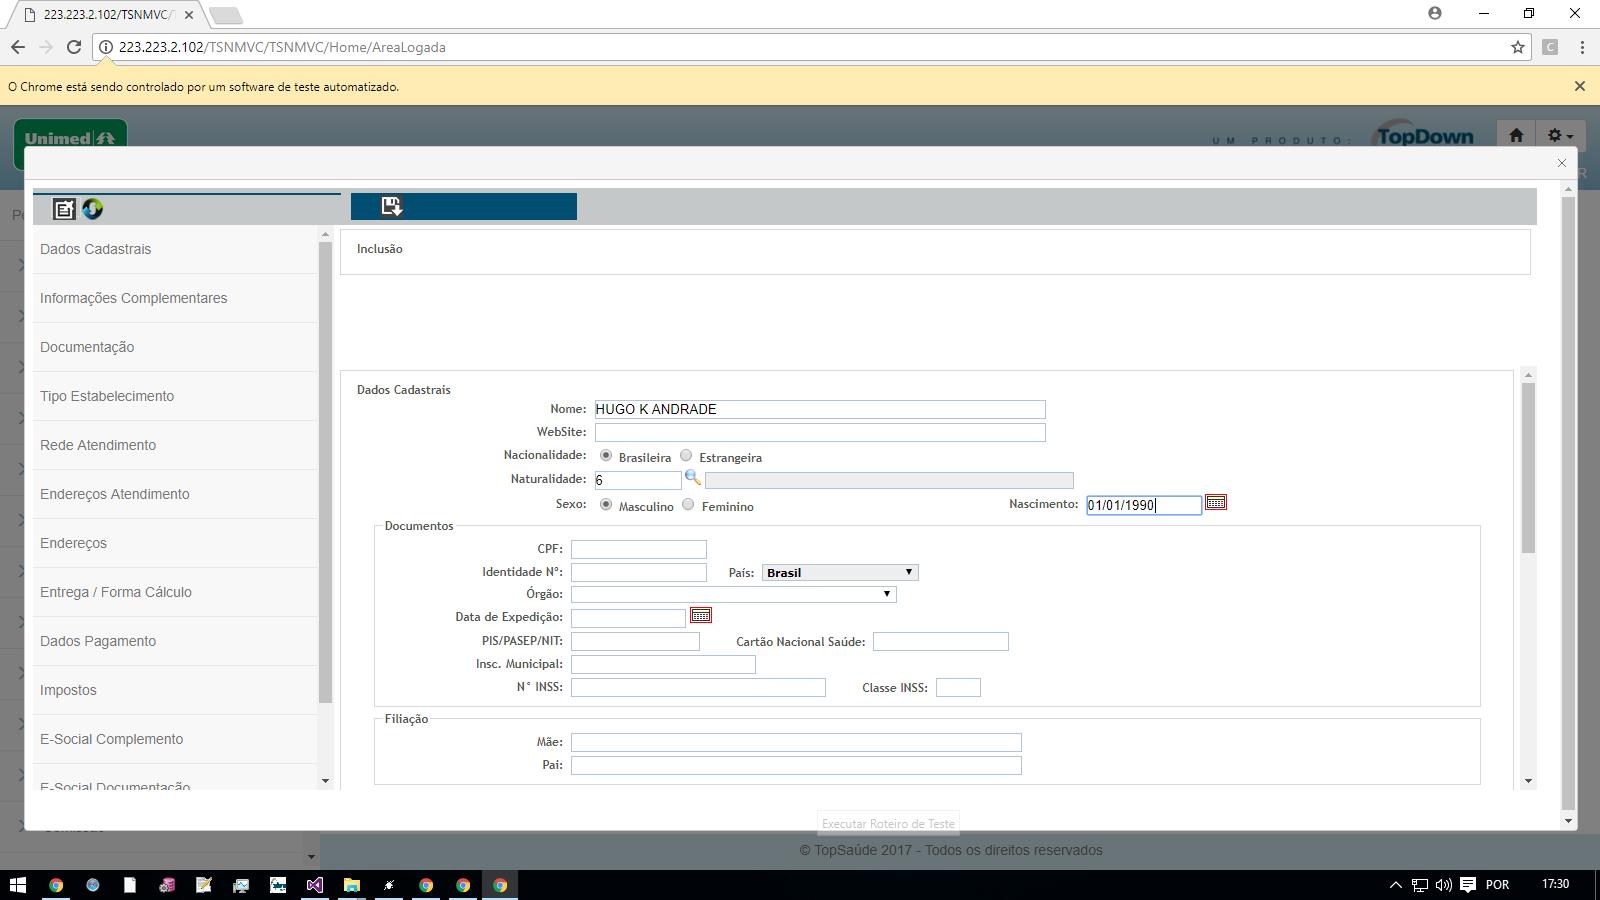 223.223.2.102/TSNMVC/T
223.223.2.102/TSNMVC/TSNMVC/Home/AreaLogada
C
O Chrome está sendo controlado por um software de teste automatizado.
Unimed
UM PRODUTO:
TopDown
R
Pe
Dados Cadastrais
Informações Complementares
Documentação
Tipo Estabelecimento
Rede Atendimento
Endereços Atendimento
Endereços
Entrega / Forma Cálculo
Dados Pagamento
Impostos
E-Social Complemento
E-Social Documentação
Inclusão
Dados Cadastrais
Nome: HUGO K ANDRADE
WebSite:
Nacionalidade: Brasileira Estrangeira
Naturalidade: 6
Sexo: Masculino Feminino Nascimento: 01/01/1990
Documentos
CPF:
Identidade Nº: País: Brasil
Órgão:
Data de Expedição:
PIS/PASEP/NIT: Cartão Nacional Saúde:
Insc. Municipal:
N° INSS: Classe INSS:
Filiação
Mãe:
Pai:
Executar Roteiro de Teste
© TopSaúde 2017 - Todos os direitos reservados
POR
17:30